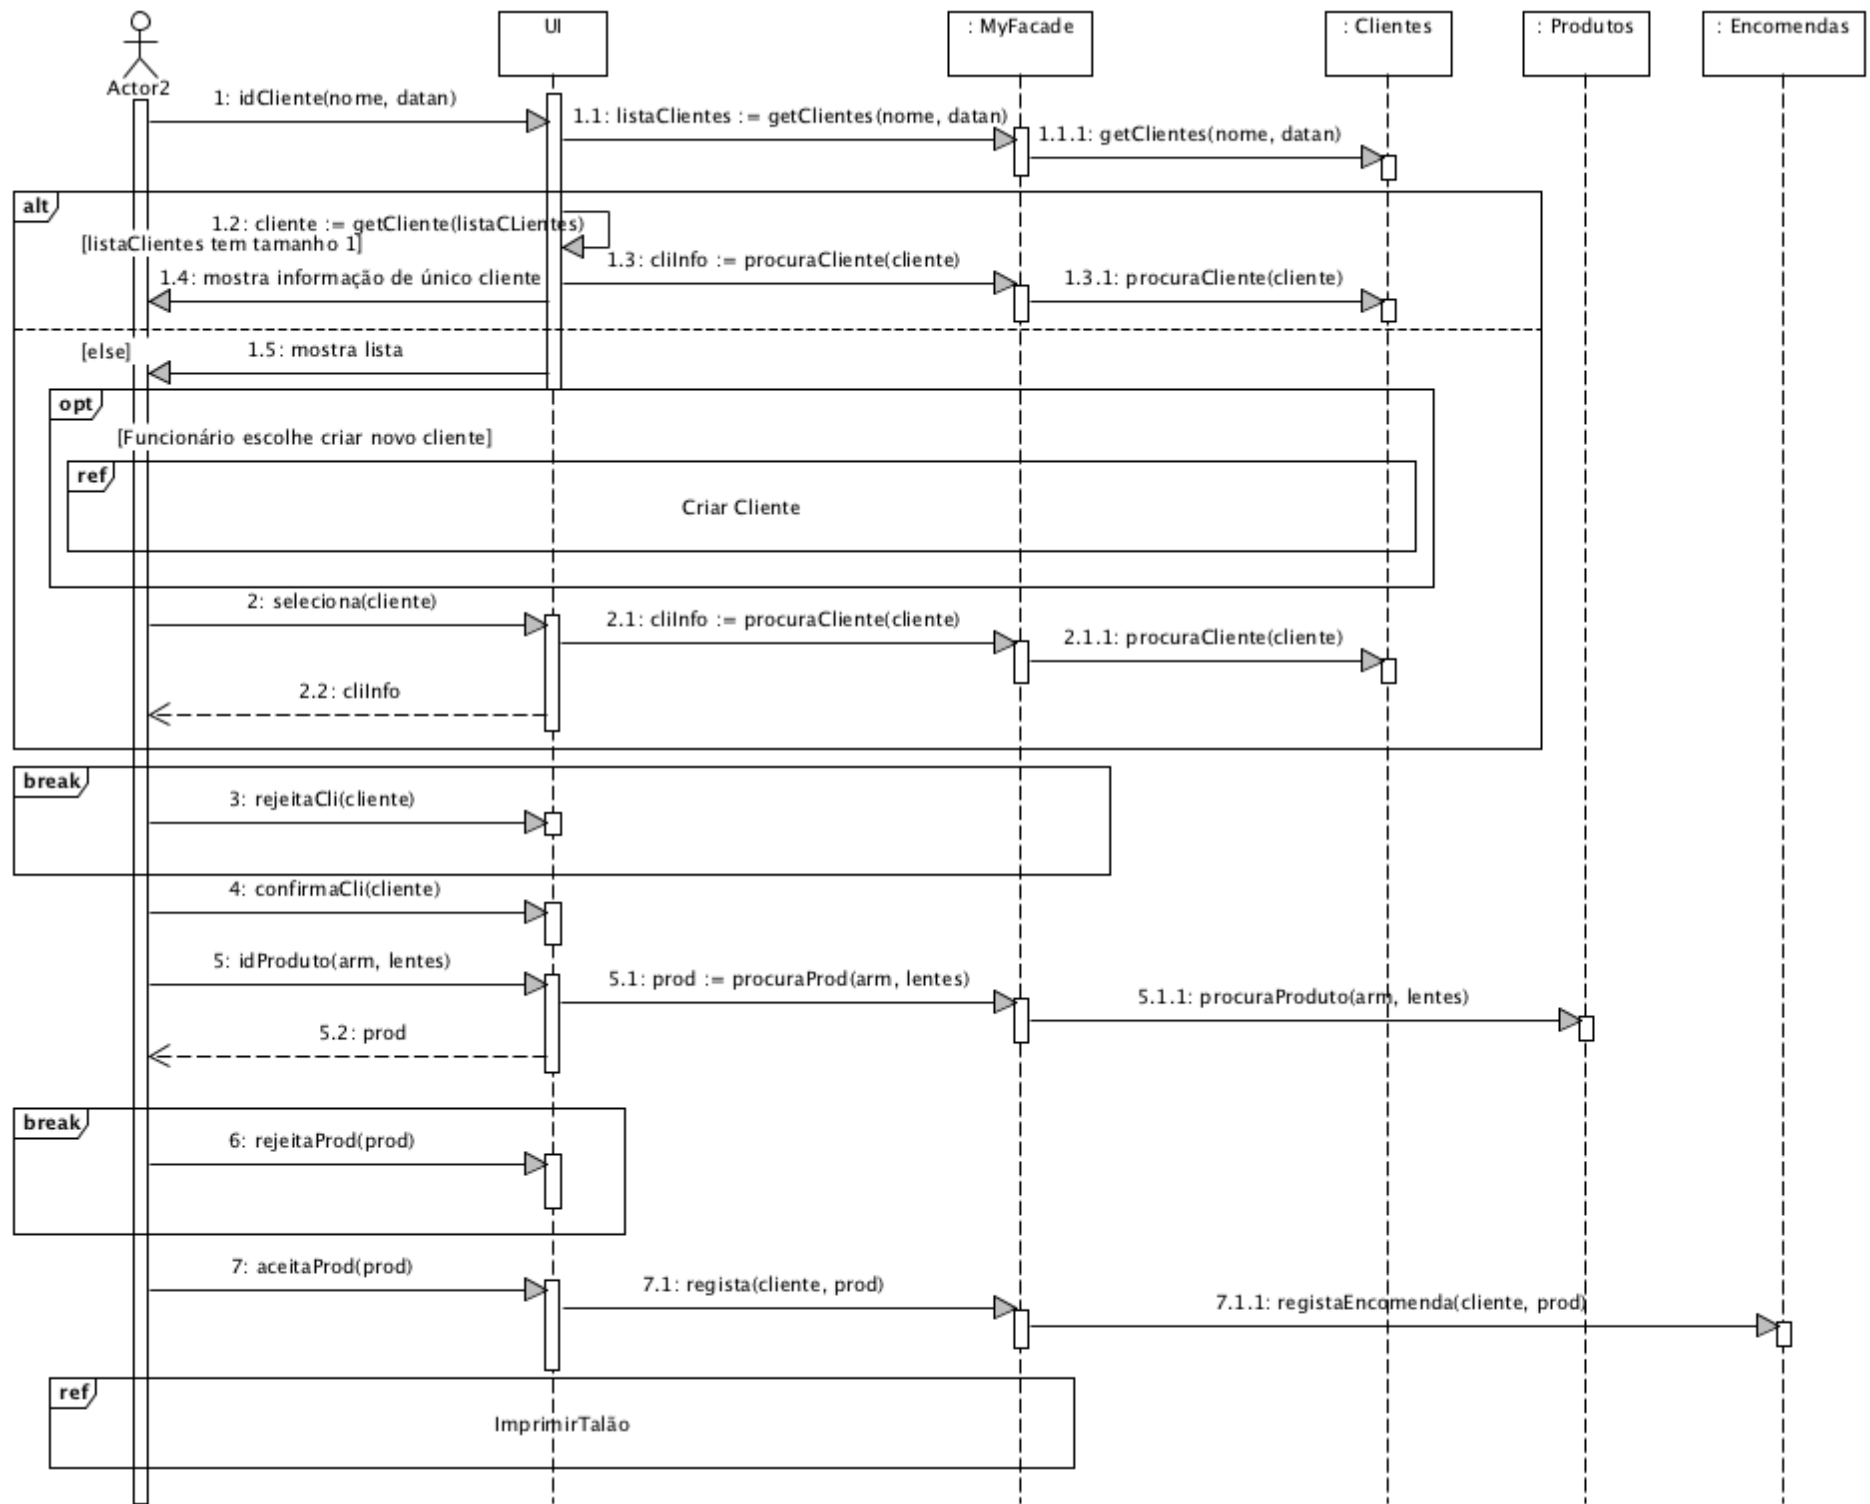 UI
: MyFacade
: Clientes
: Produtos
: Encomendas
Actor2
1: idCliente(nome, datan)
1.1: listaClientes := getClientes(nome, datan)
1.1.1: getClientes(nome, datan)
alt
1.2: cliente := getCliente(listaCLientes)
[listaClientes tem tamanho 1]
1.3: cliInfo := procuraCliente(cliente)
1.4: mostra informação de único cliente
1.3.1: procuraCliente(cliente)
[else]
1.5: mostra lista
opt
[Funcionário escolhe criar novo cliente]
ref
Criar Cliente
2: seleciona(cliente)
2.1: cliInfo := procuraCliente(cliente)
2.1.1: procuraCliente(cliente)
2.2: cliInfo
break
3: rejeitaCli(cliente)
4: confirmaCli(cliente)
5: idProduto(arm, lentes)
5.1: prod := procuraProd(arm, lentes)
5.1.1: procuraProduto(arm, lentes)
5.2: prod
break
6: rejeitaProd(prod)
7: aceitaProd(prod)
7.1: regista(cliente, prod)
7.1.1: registaEncomenda(cliente, prod)
ref
ImprimirTalão